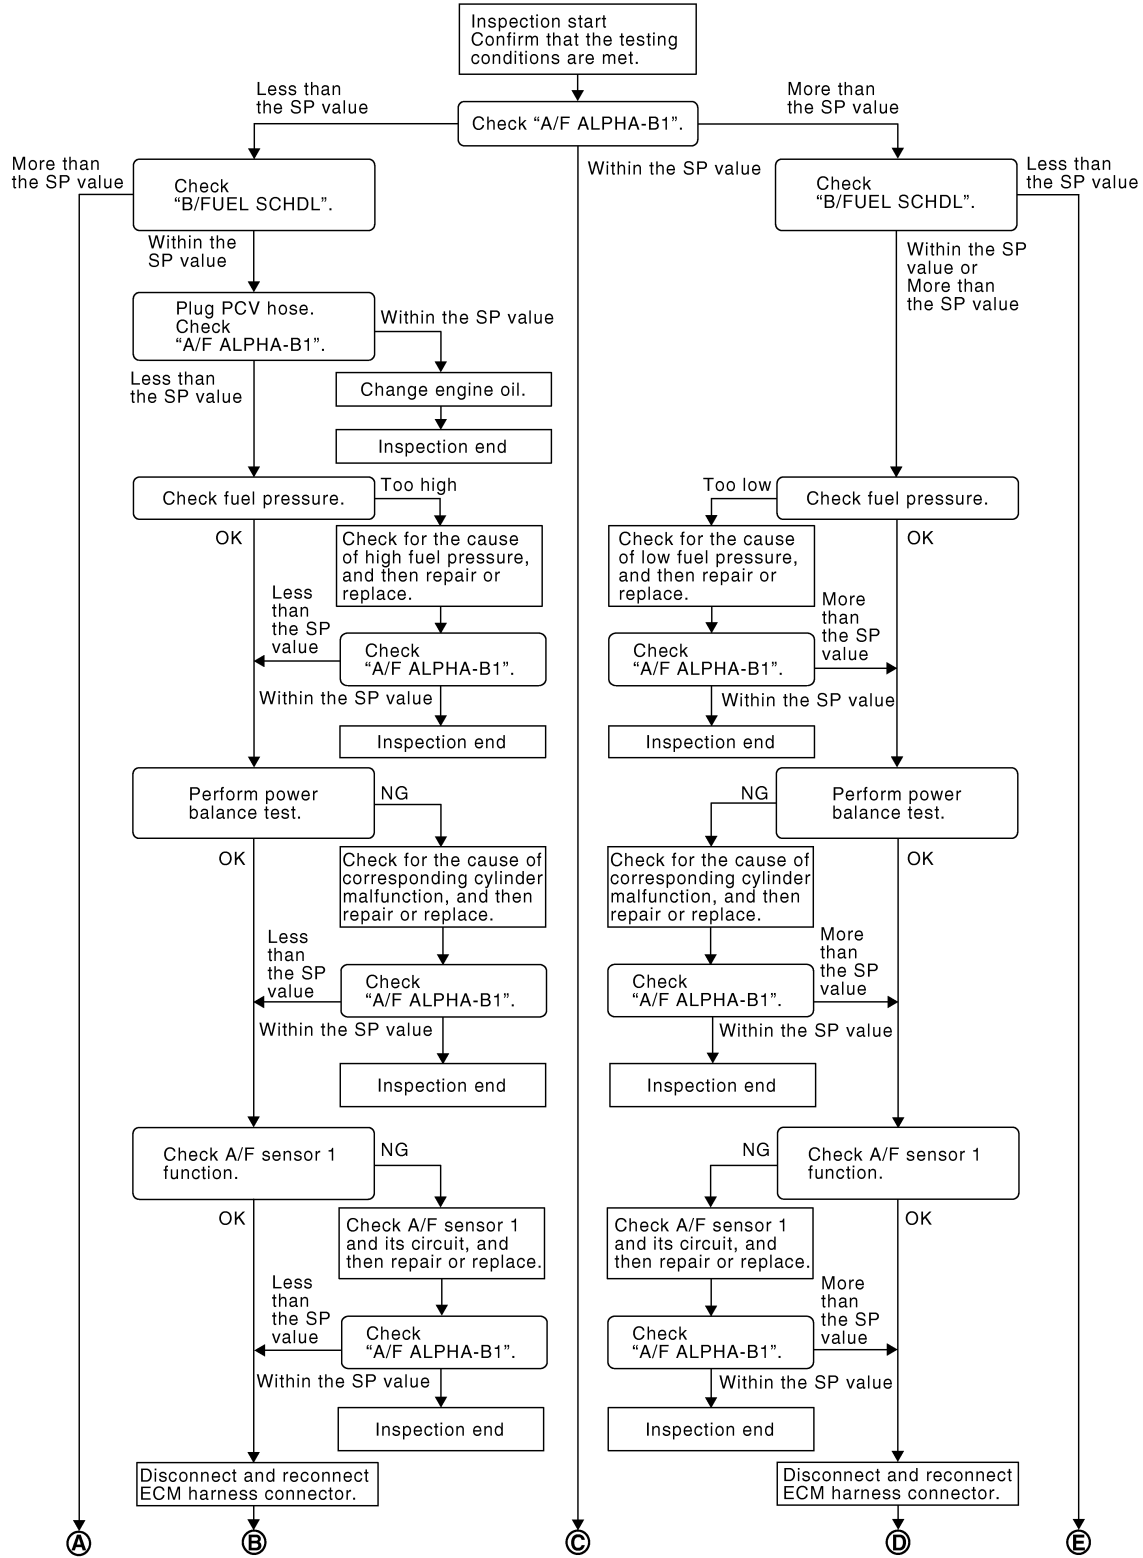 Inspection start
Confirm that the testing
conditions are met.
Less than
the SP value
More than
the SP value
Check “A/F ALPHA-B1”.
More than
the SP value
Check
“B/FUEL SCHDL”.
Within the SP value
Check
“B/FUEL SCHDL”.
Less than
the SP value
Within the
SP value
Within the SP
value or
More than
the SP value
Plug PCV hose.
Check
“A/F ALPHA-B1”.
Within the SP value
Less than
the SP value
Change engine oil.
Inspection end
Check fuel pressure.
Too high
Too low
Check fuel pressure.
OK
Check for the cause
of high fuel pressure,
and then repair or
replace.
Check for the cause
of low fuel pressure,
and then repair or
replace.
OK
Less
than
the SP
value
Check
“A/F ALPHA-B1”.
Check
“A/F ALPHA-B1”.
More
than
the SP
value
Within the SP value
Within the SP value
Inspection end
Inspection end
Perform power
balance test.
NG
NG
Perform power
balance test.
OK
Check for the cause of
corresponding cylinder
malfunction, and then
repair or replace.
Check for the cause of
corresponding cylinder
malfunction, and then
repair or replace.
OK
Less
than
the SP
value
Check
“A/F ALPHA-B1”.
Check
“A/F ALPHA-B1”.
More
than
the SP
value
Within the SP value
Within the SP value
Inspection end
Inspection end
Check A/F sensor 1
function.
NG
NG
Check A/F sensor 1
function.
OK
Check A/F sensor 1
and its circuit, and
then repair or replace.
Check A/F sensor 1
and its circuit, and
then repair or replace.
OK
Less
than
the SP
value
Check
“A/F ALPHA-B1”.
Check
“A/F ALPHA-B1”.
More
than
the SP
value
Within the SP value
Within the SP value
Inspection end
Inspection end
Disconnect and reconnect
ECM harness connector.
Disconnect and reconnect
ECM harness connector.
A
B
C
D
E